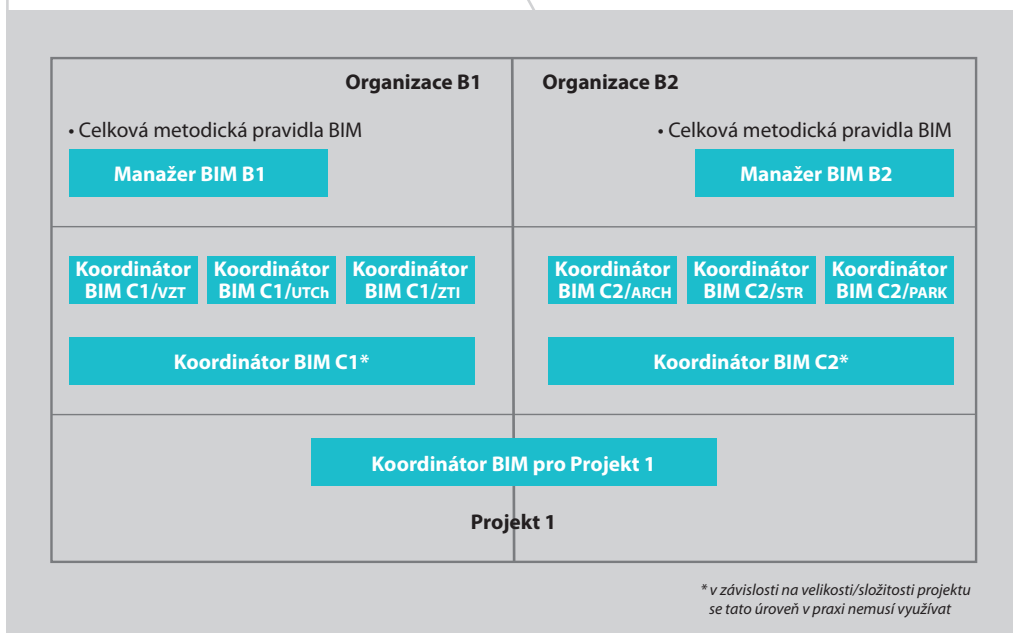 Organizace B1
Organizace B2
• Celková metodická pravidla BIM
• Celková metodická pravidla BIM
Manažer BIM B1
Manažer BIM B2
Koordinátor
BIM C1/VZT
Koordinátor
BIM C1/UTCh
Koordinátor
BIM C1/ZTI
Koordinátor
BIM C2/ARCH
Koordinátor
BIM C2/STR
Koordinátor
BIM C2/PARK
Koordinátor BIM C1*
Koordinátor BIM C2*
Koordinátor BIM pro Projekt 1
Projekt 1
* v závislosti na velikosti/složitosti projektu
se tato úroveň v praxi nemusí využívat